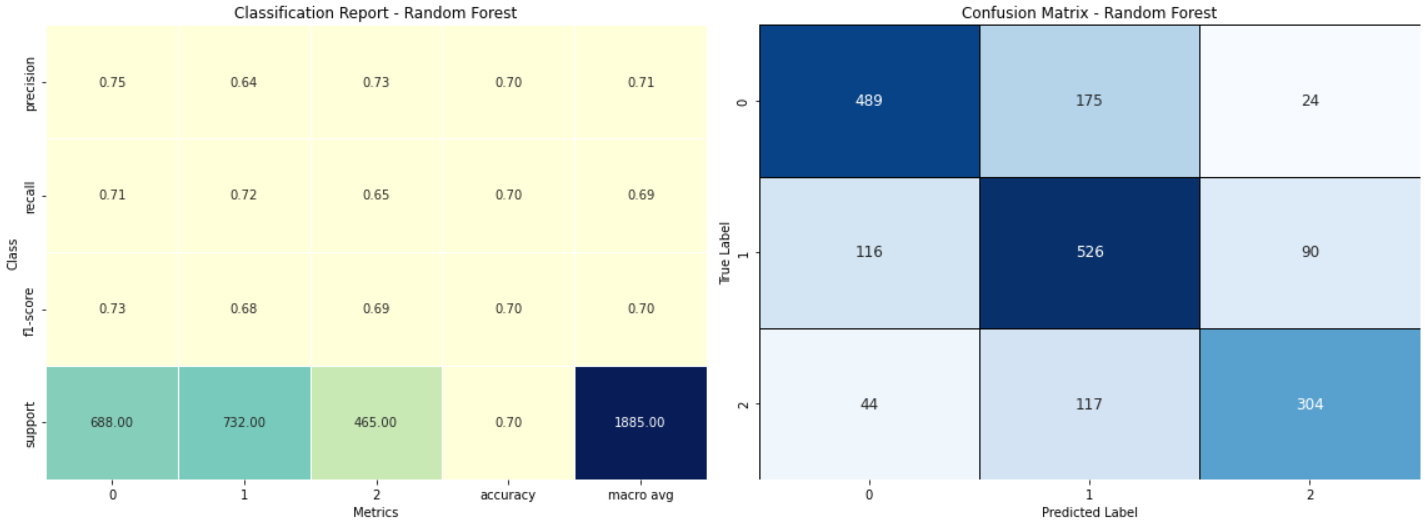 Classification Report - Random Forest
precision 0.75 0.64 0.73 0.70 0.71
recall 0.71 0.72 0.65 0.70 0.69
f1-score 0.73 0.68 0.69 0.70 0.70
support 688.00 732.00 465.00 0.70 1885.00
Class
0 1 2 accuracy macro avg
Metrics
Confusion Matrix - Random Forest
0 489 175 24
1 116 526 90
2 44 117 304
True Label
0 1 2
Predicted Label